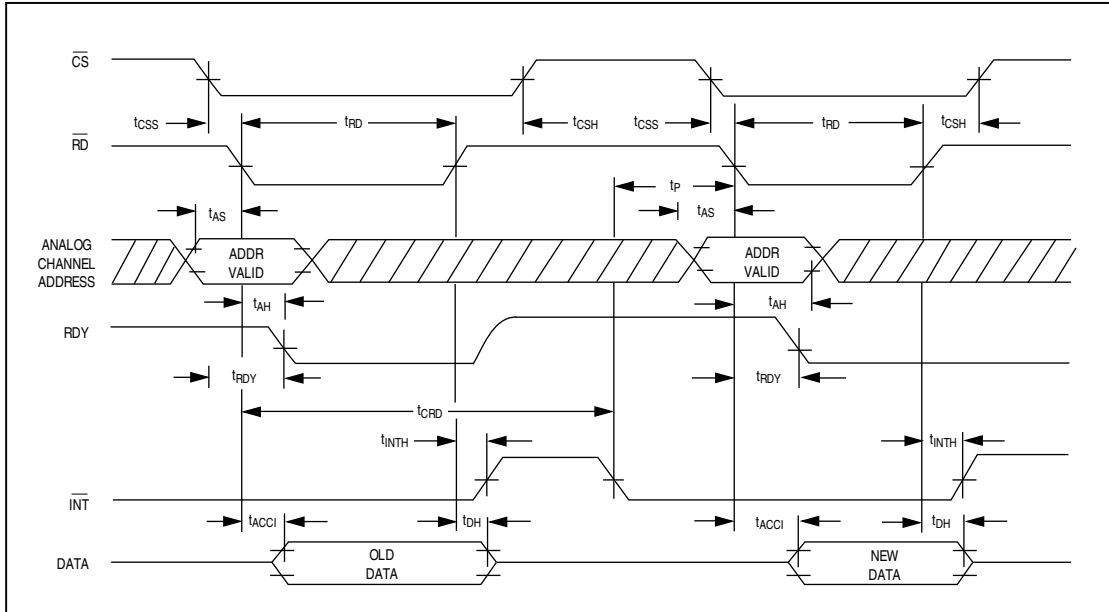 CS
tCSS tRD tCSH tCSS tRD tCSH
RD
tP
tAS tAS
ANALOG
CHANNEL
ADDRESS
ADDR
VALID
ADDR
VALID
tAH tAH
RDY
tRDY tRDY
tCRD
tINTH tINTH
INT
tACCI tDH tACCI tDH
DATA
OLD
DATA
NEW
DATA